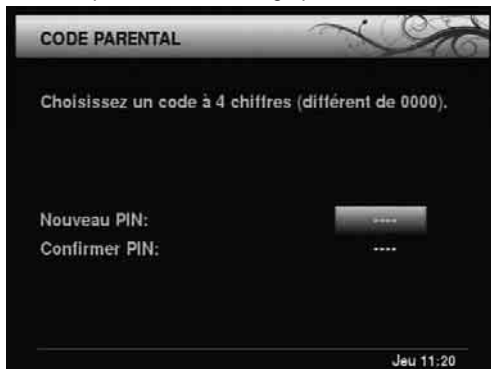 CODE PARENTAL
Choisissez un code à 4 chiffres (différent de 0000).
Nouveau PIN: ----
Confirmer PIN: ----
Jeu 11:20